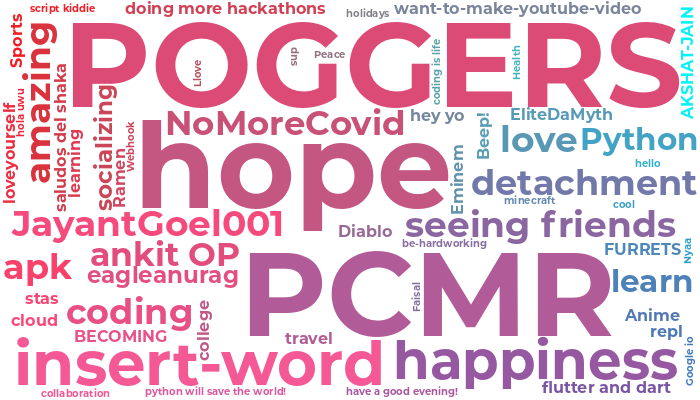 script kiddie
doing more hackathons
holidays
want-to-make-youtube-video
Sports
amazing
POGGERS
Llove
sup
Peace
coding is life
Health
AKSHAT-JAIN
loveyourself
hola uwu
saludos del shaka
learning
socializing
Ramen
Webhook
NoMoreCovid
hey yo
EliteDaMyth
Beep!
love
Python
hope
Eminem
hello
detachment
minecraft
cool
JayantGoel001
Diablo
seeing friends
be-hardworking
FURRETS
Nyaa
ankit OP
apk
eagleanurag
PCMR
Faisal
learn
stas
coding
cloud
college
BECOMING
travel
Anime
repl
Google io
insert-word
happiness
collaboration
python will save the world!
have a good evening!
flutter and dart